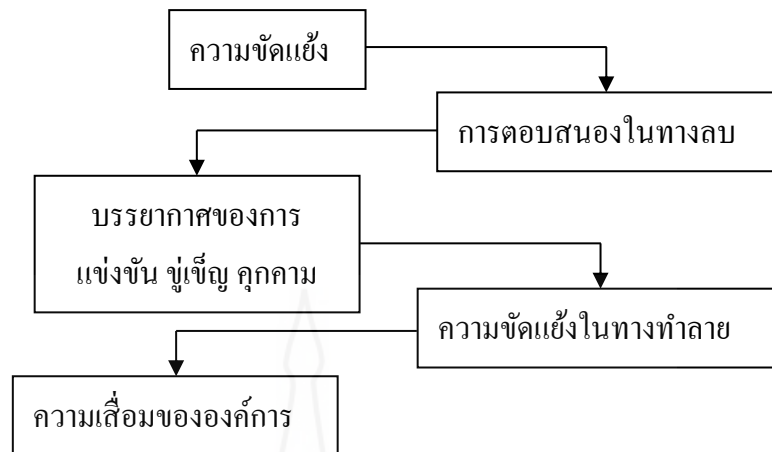 ความขัดแย้ง
การตอบสนองในทางลบ
บรรยากาศของการ
แข่งขัน ขู่เข็ญ คุกคาม
ความขัดแย้งในทางทำลาย
ความเสื่อมขององค์การ